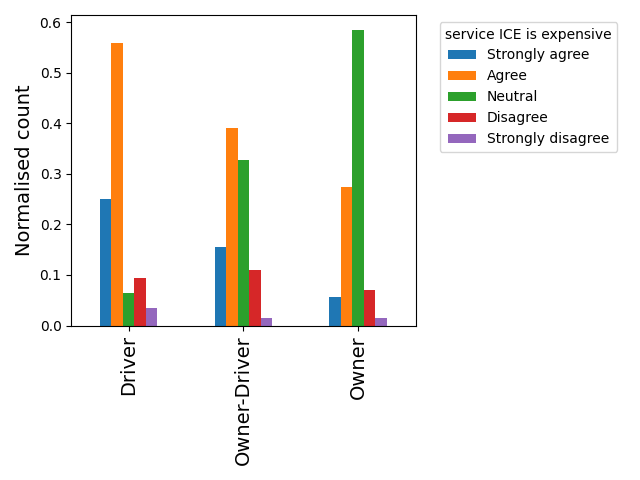 0.6
0.5
0.4
0.3
0.2
0.1
0.0
Normalised count
Driver
Owner-Driver
Owner
service ICE is expensive
Strongly agree
Agree
Neutral
Disagree
Strongly disagree